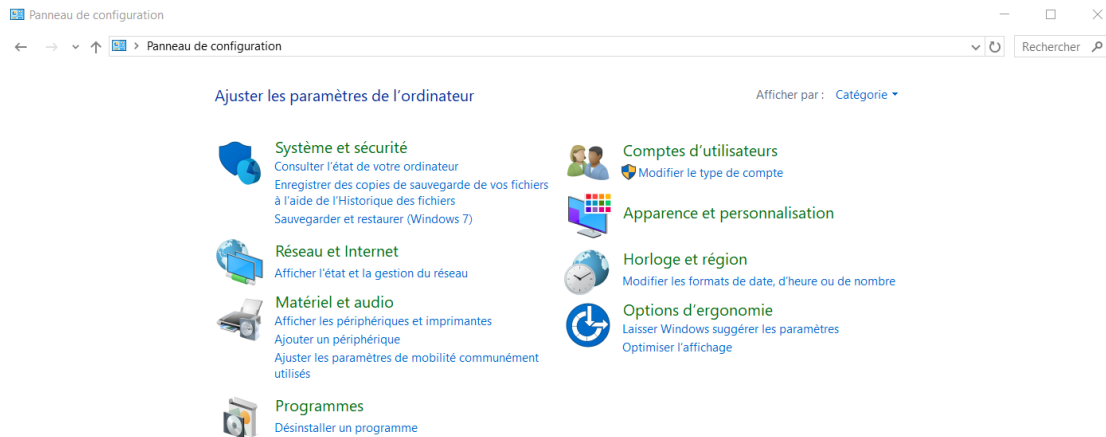 Panneau de configuration
Panneau de configuration
Rechercher
Ajuster les paramètres de l'ordinateur
Afficher par : Catégorie
Système et sécurité
Consulter l'état de votre ordinateur
Enregistrer des copies de sauvegarde de vos fichiers
à l'aide de l'Historique des fichiers
Sauvegarder et restaurer (Windows 7)
Réseau et Internet
Afficher l'état et la gestion du réseau
Matériel et audio
Afficher les périphériques et imprimantes
Ajouter un périphérique
Ajuster les paramètres de mobilité communément
utilisés
Programmes
Désinstaller un programme
Comptes d'utilisateurs
Modifier le type de compte
Apparence et personnalisation
Horloge et région
Modifier les formats de date, d'heure ou de nombre
Options d'ergonomie
Laisser Windows suggérer les paramètres
Optimiser l'affichage